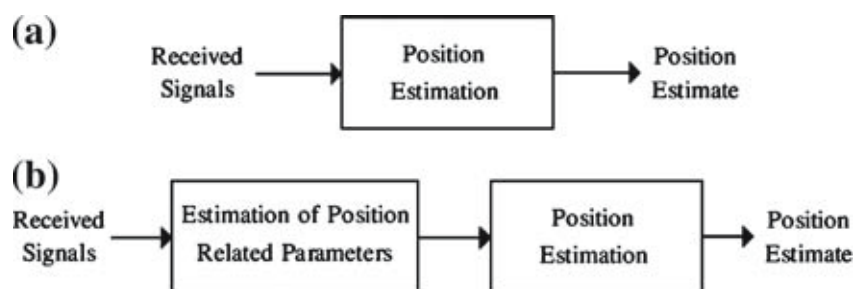 (a)
Received
Signals
Position
Estimation
Position
Estimate
(b)
Received
Signals
Estimation of Position
Related Parameters
Position
Estimation
Position
Estimate